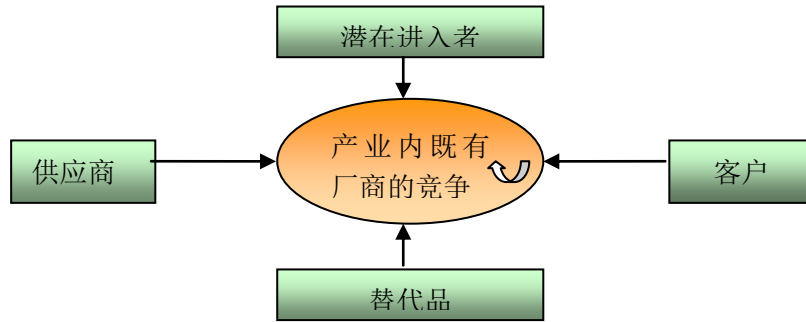 潜在进入者
供应商
产业内既有
厂商的竞争
客户
替代品